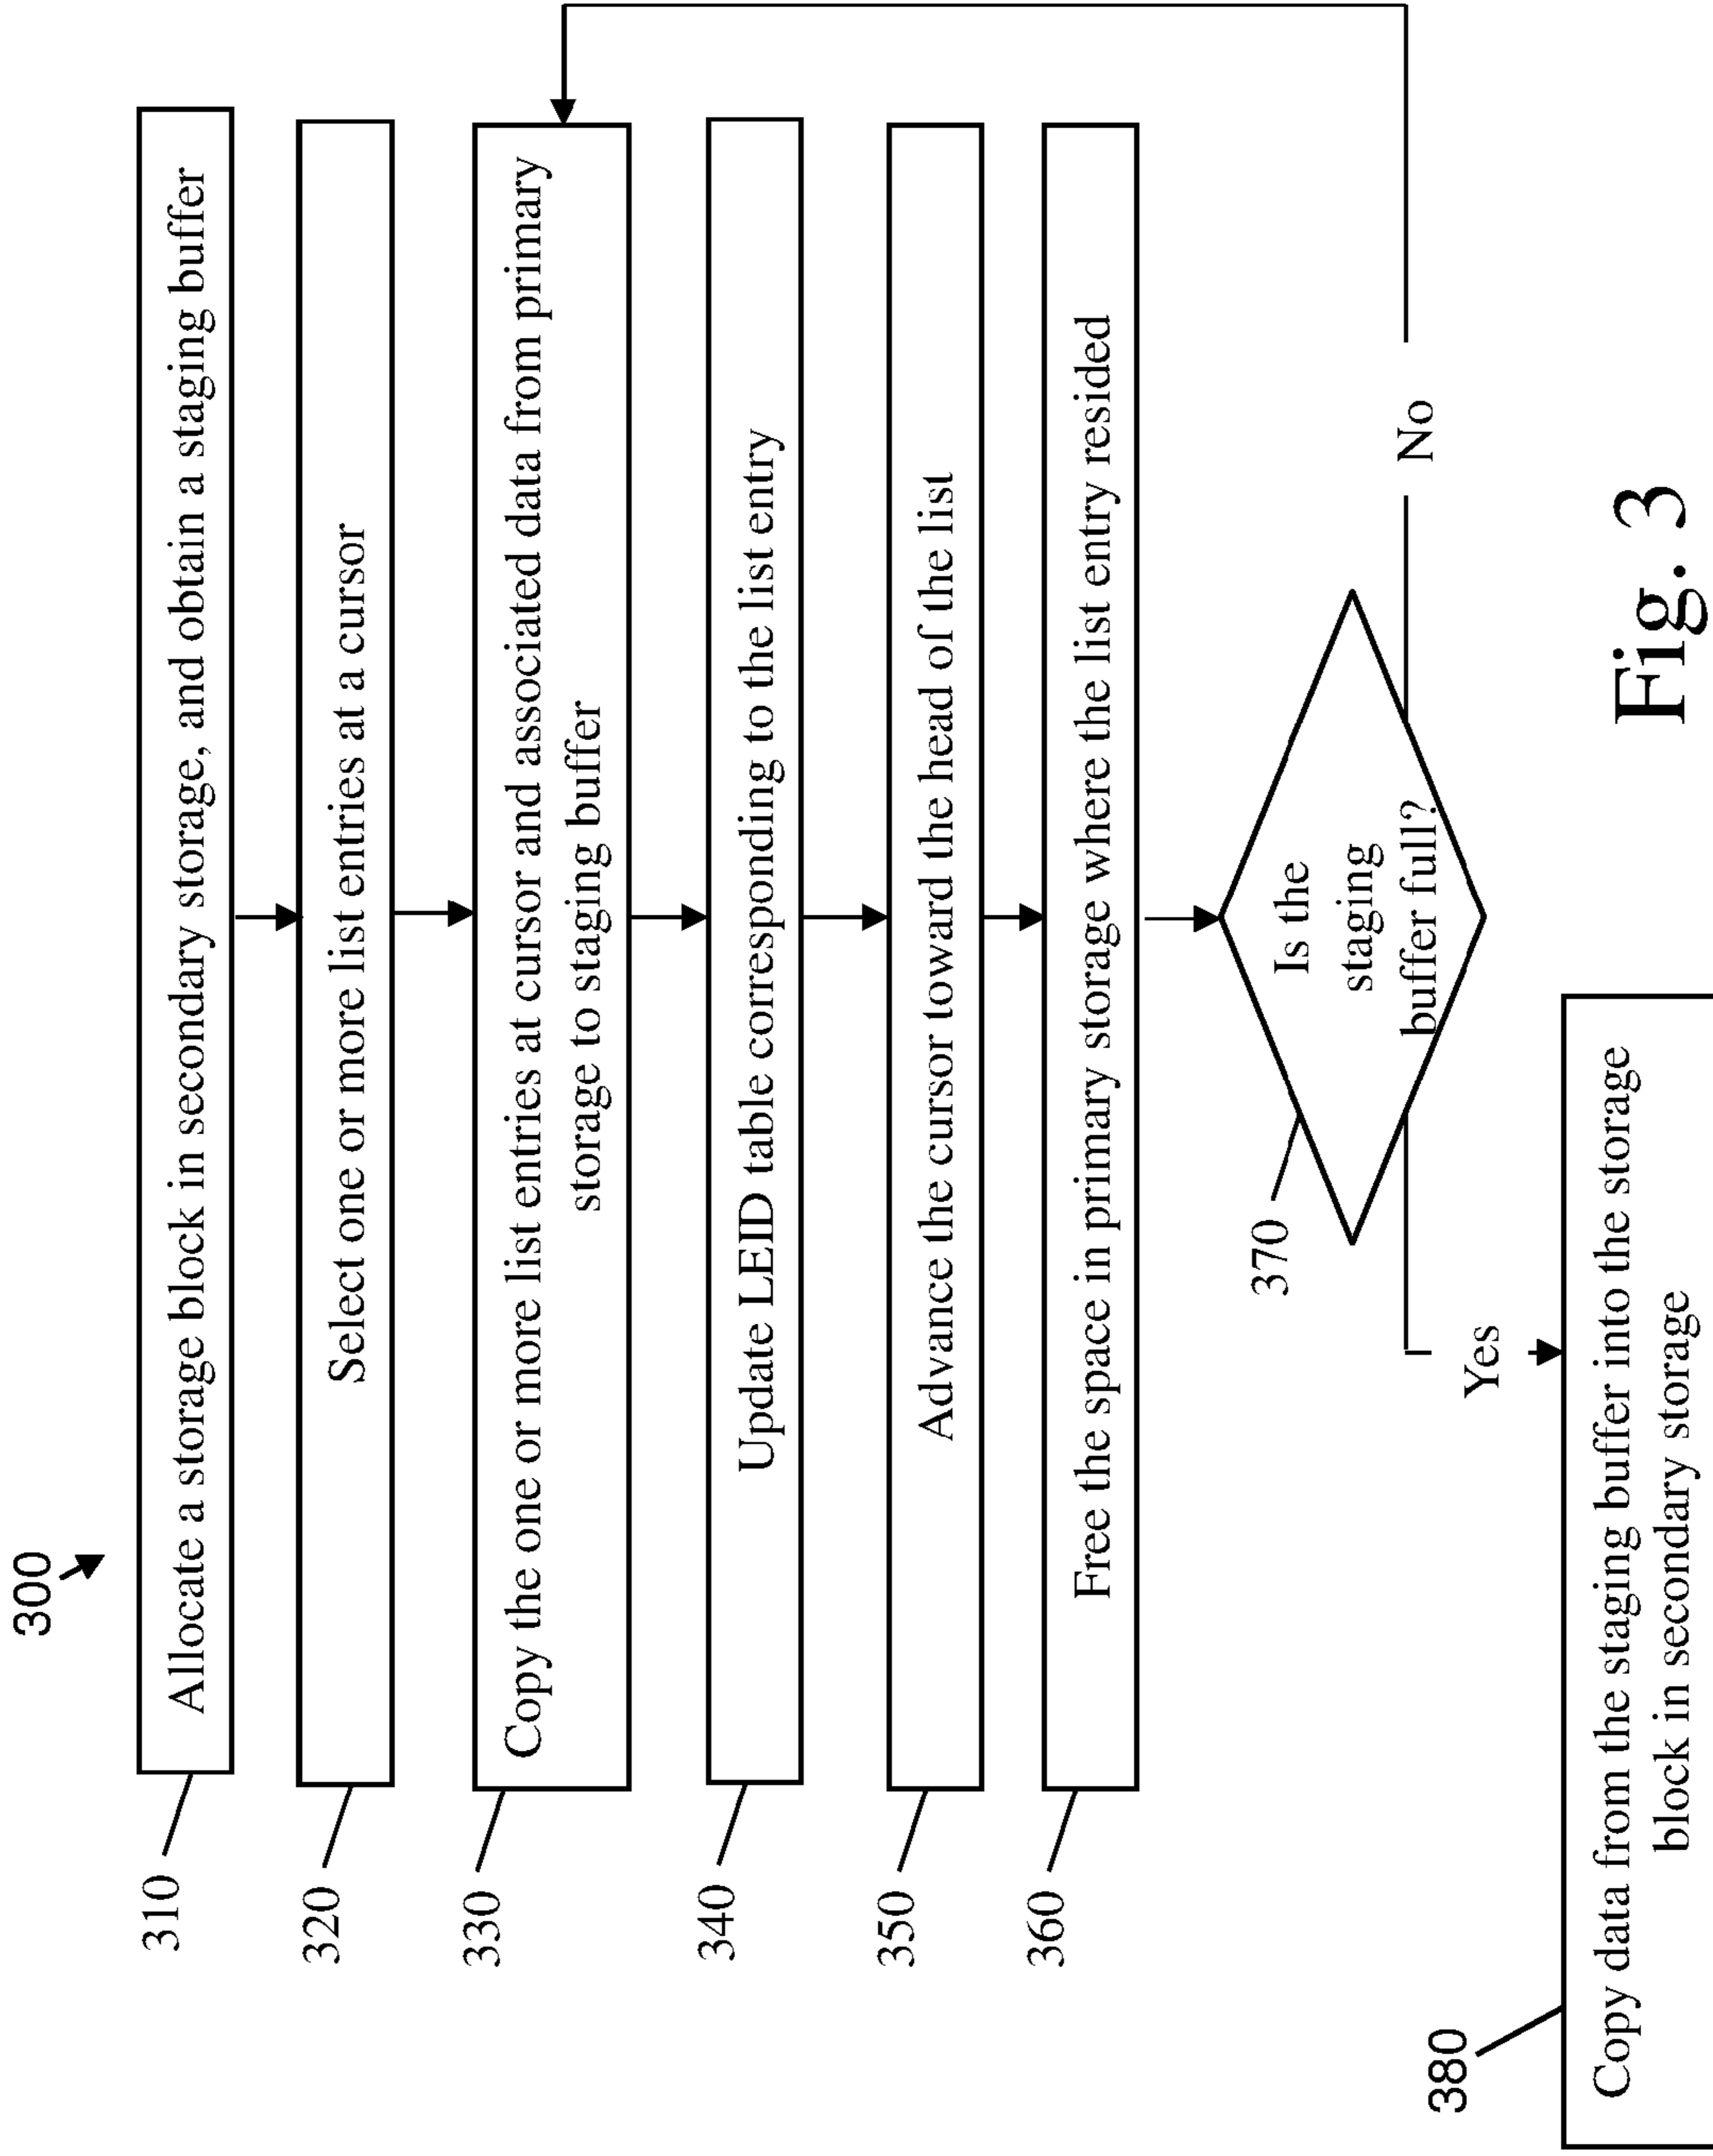 300
310
Allocate a storage block in secondary storage, and obtain a staging buffer
320
Select one or more list entries at a cursor
330
Copy the one or more list entries at cursor and associated data from primary
storage to staging buffer
340
Update LEID table corresponding to the list entry
350
Advance the cursor toward the head of the list
360
Free the space in primary storage where the list entry resided
370
Is the
staging
buffer full?
Yes
No
380
Copy data from the staging buffer into the storage
block in secondary storage
Fig. 3